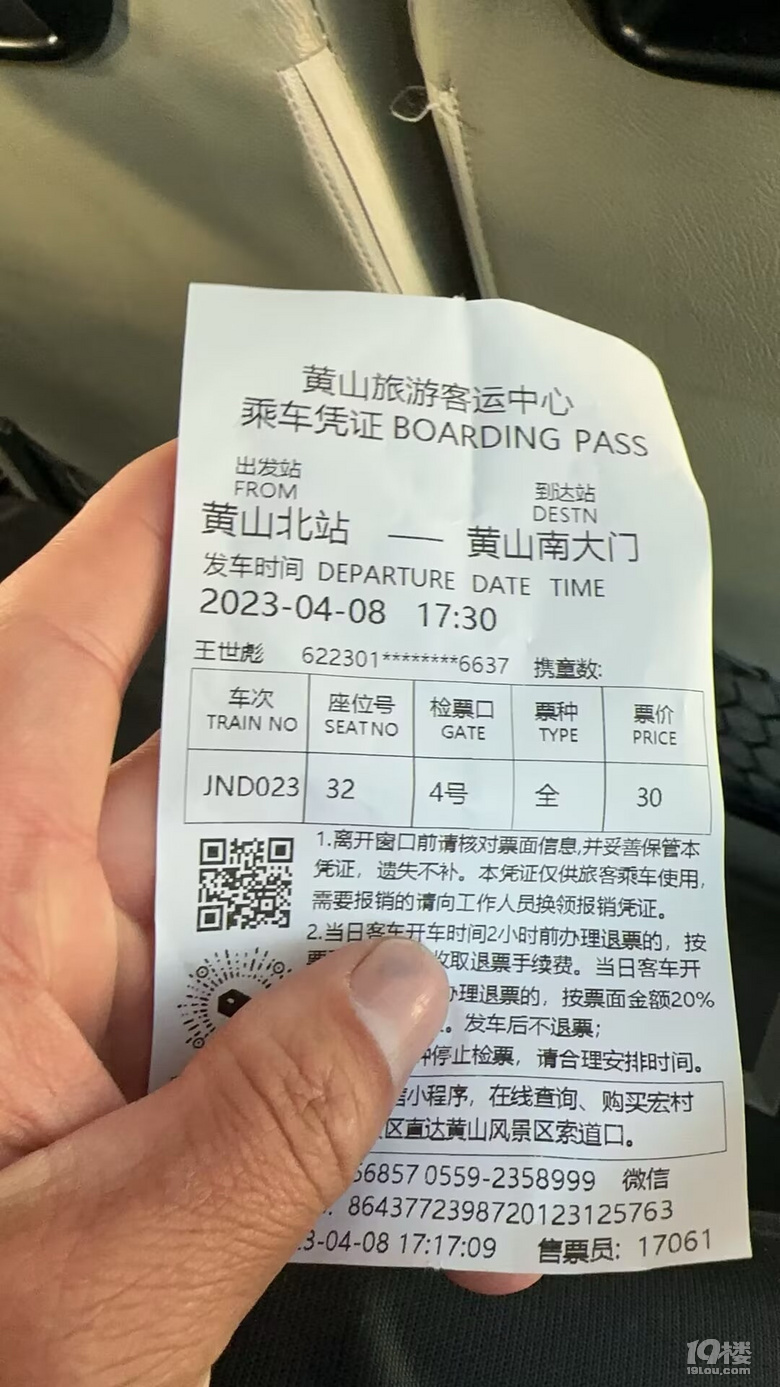 黄山旅游客运中心
乘车凭证 BOARDING PASS
出发站 到达站
FROM DESTN
黄山北站 —— 黄山南大门
发车时间 DEPARTURE DATE TIME
2023-04-08 17:30
王世彪 622301********6637 携童数:
车次 座位号 检票口 票种 票价
TRAIN NO SEAT NO GATE TYPE PRICE
JND023 32 4号 全 30
1.离开窗口前请核对票面信息,并妥善保管本
凭证，遗失不补。本凭证仅供旅客乘车使用，
需要报销的请向工作人员换领报销凭证。
2.当日客车开车时间2小时前办理退票的，按
收取退票手续费。当日客车开
办理退票的，按票面金额20%
。发车后不退票；
停止检票，请合理安排时间。
小程序，在线查询、购买宏村
区直达黄山风景区索道口。
56857 0559-2358999 微信
8643772398720123125763
3-04-08 17:17:09 售票员: 17061
19楼
19lou.com